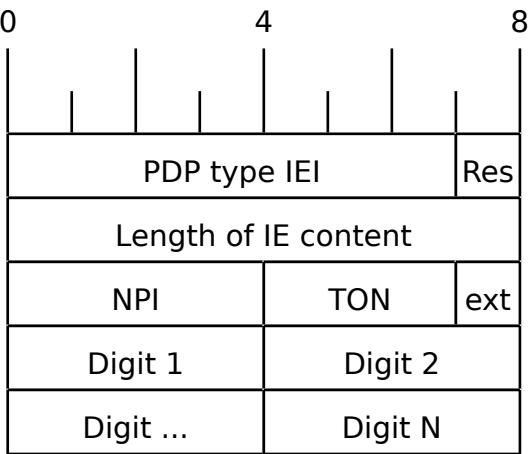 0 4 8
PDP type IEI Res
Length of IE content
NPI TON ext
Digit 1 Digit 2
Digit ... Digit N